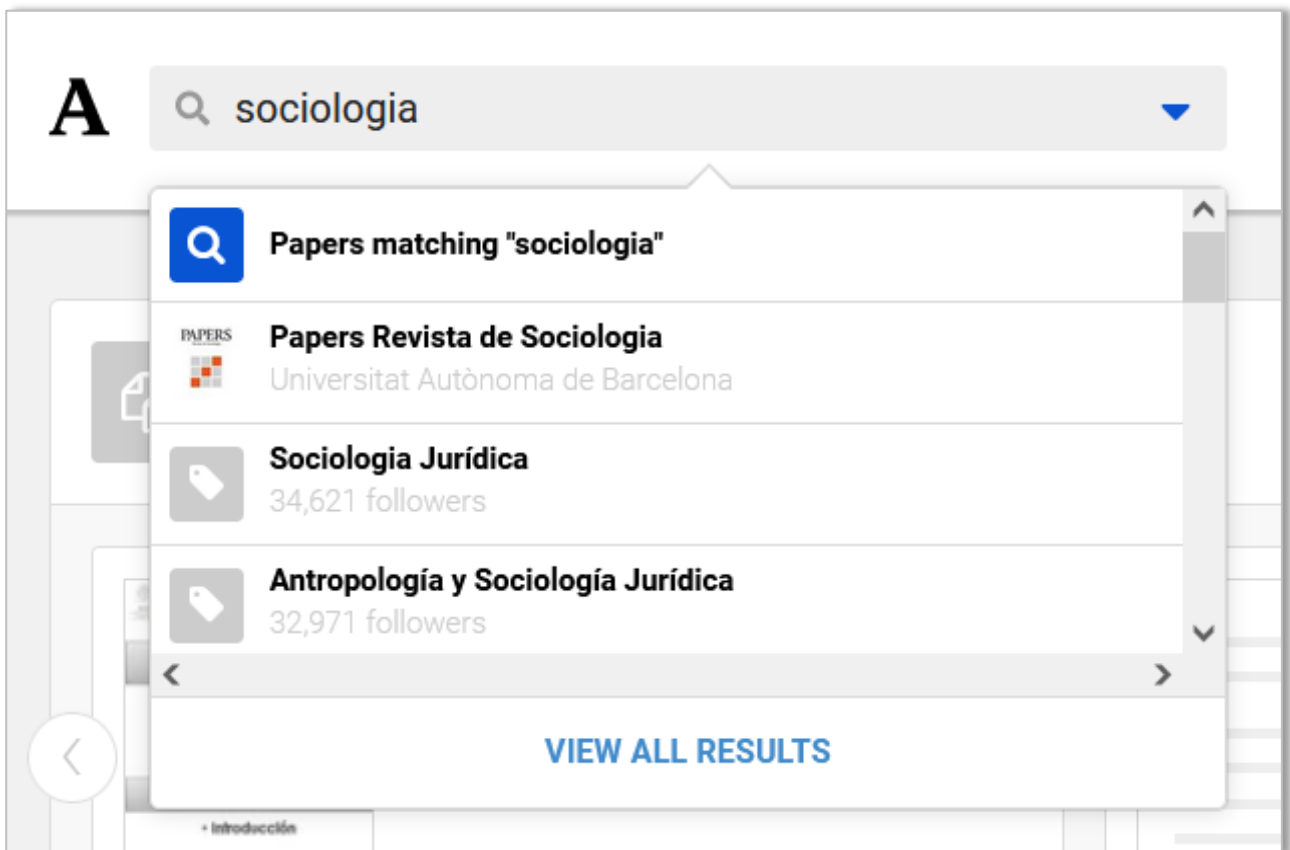 A
sociologia
Papers matching "sociologia"
PAPERS
Papers Revista de Sociologia
Universitat Autònoma de Barcelona
Sociologia Jurídica
34,621 followers
Antropología y Sociología Jurídica
32,971 followers
VIEW ALL RESULTS
• Introducción